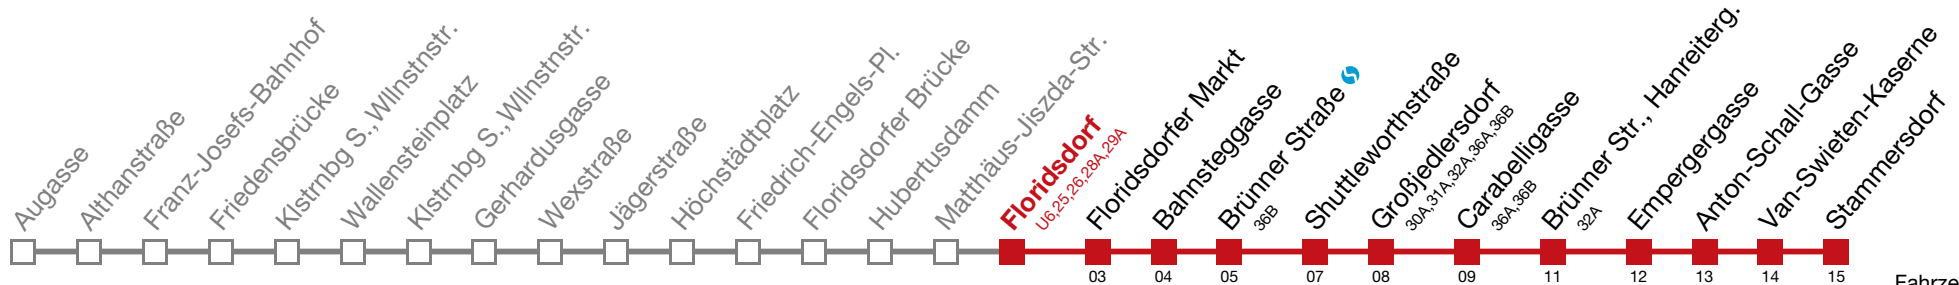 Augasse
Althanstraße
Franz-Josefs-Bahnhof
Friedensbrücke
Klstrnbg S., Wllnstnstr.
Wallensteinplatz
Klstrnbg S., Wllnstnstr.
Gerhardusgasse
Wexstraße
Jägerstraße
Höchstädtplatz
Friedrich-Engels-Pl.
Floridsdorfer Brücke
Hubertusdamm
Matthäus-Jiszda-Str.
Floridsdorf
U6,25,26,28A,29A
Floridsdorfer Markt
Bahnsteggasse
Brünner Straße
36B
Shuttleworthstraße
Großjedlersdorf
30A,31A,32A,36A,36B
Carabelligasse
36A,36B
Brünner Str., Hanreiterg.
32A
Empergergasse
Anton-Schall-Gasse
Van-Swieten-Kaserne
Stammersdorf
03 04 05 07 08 09 11 12 13 14 15